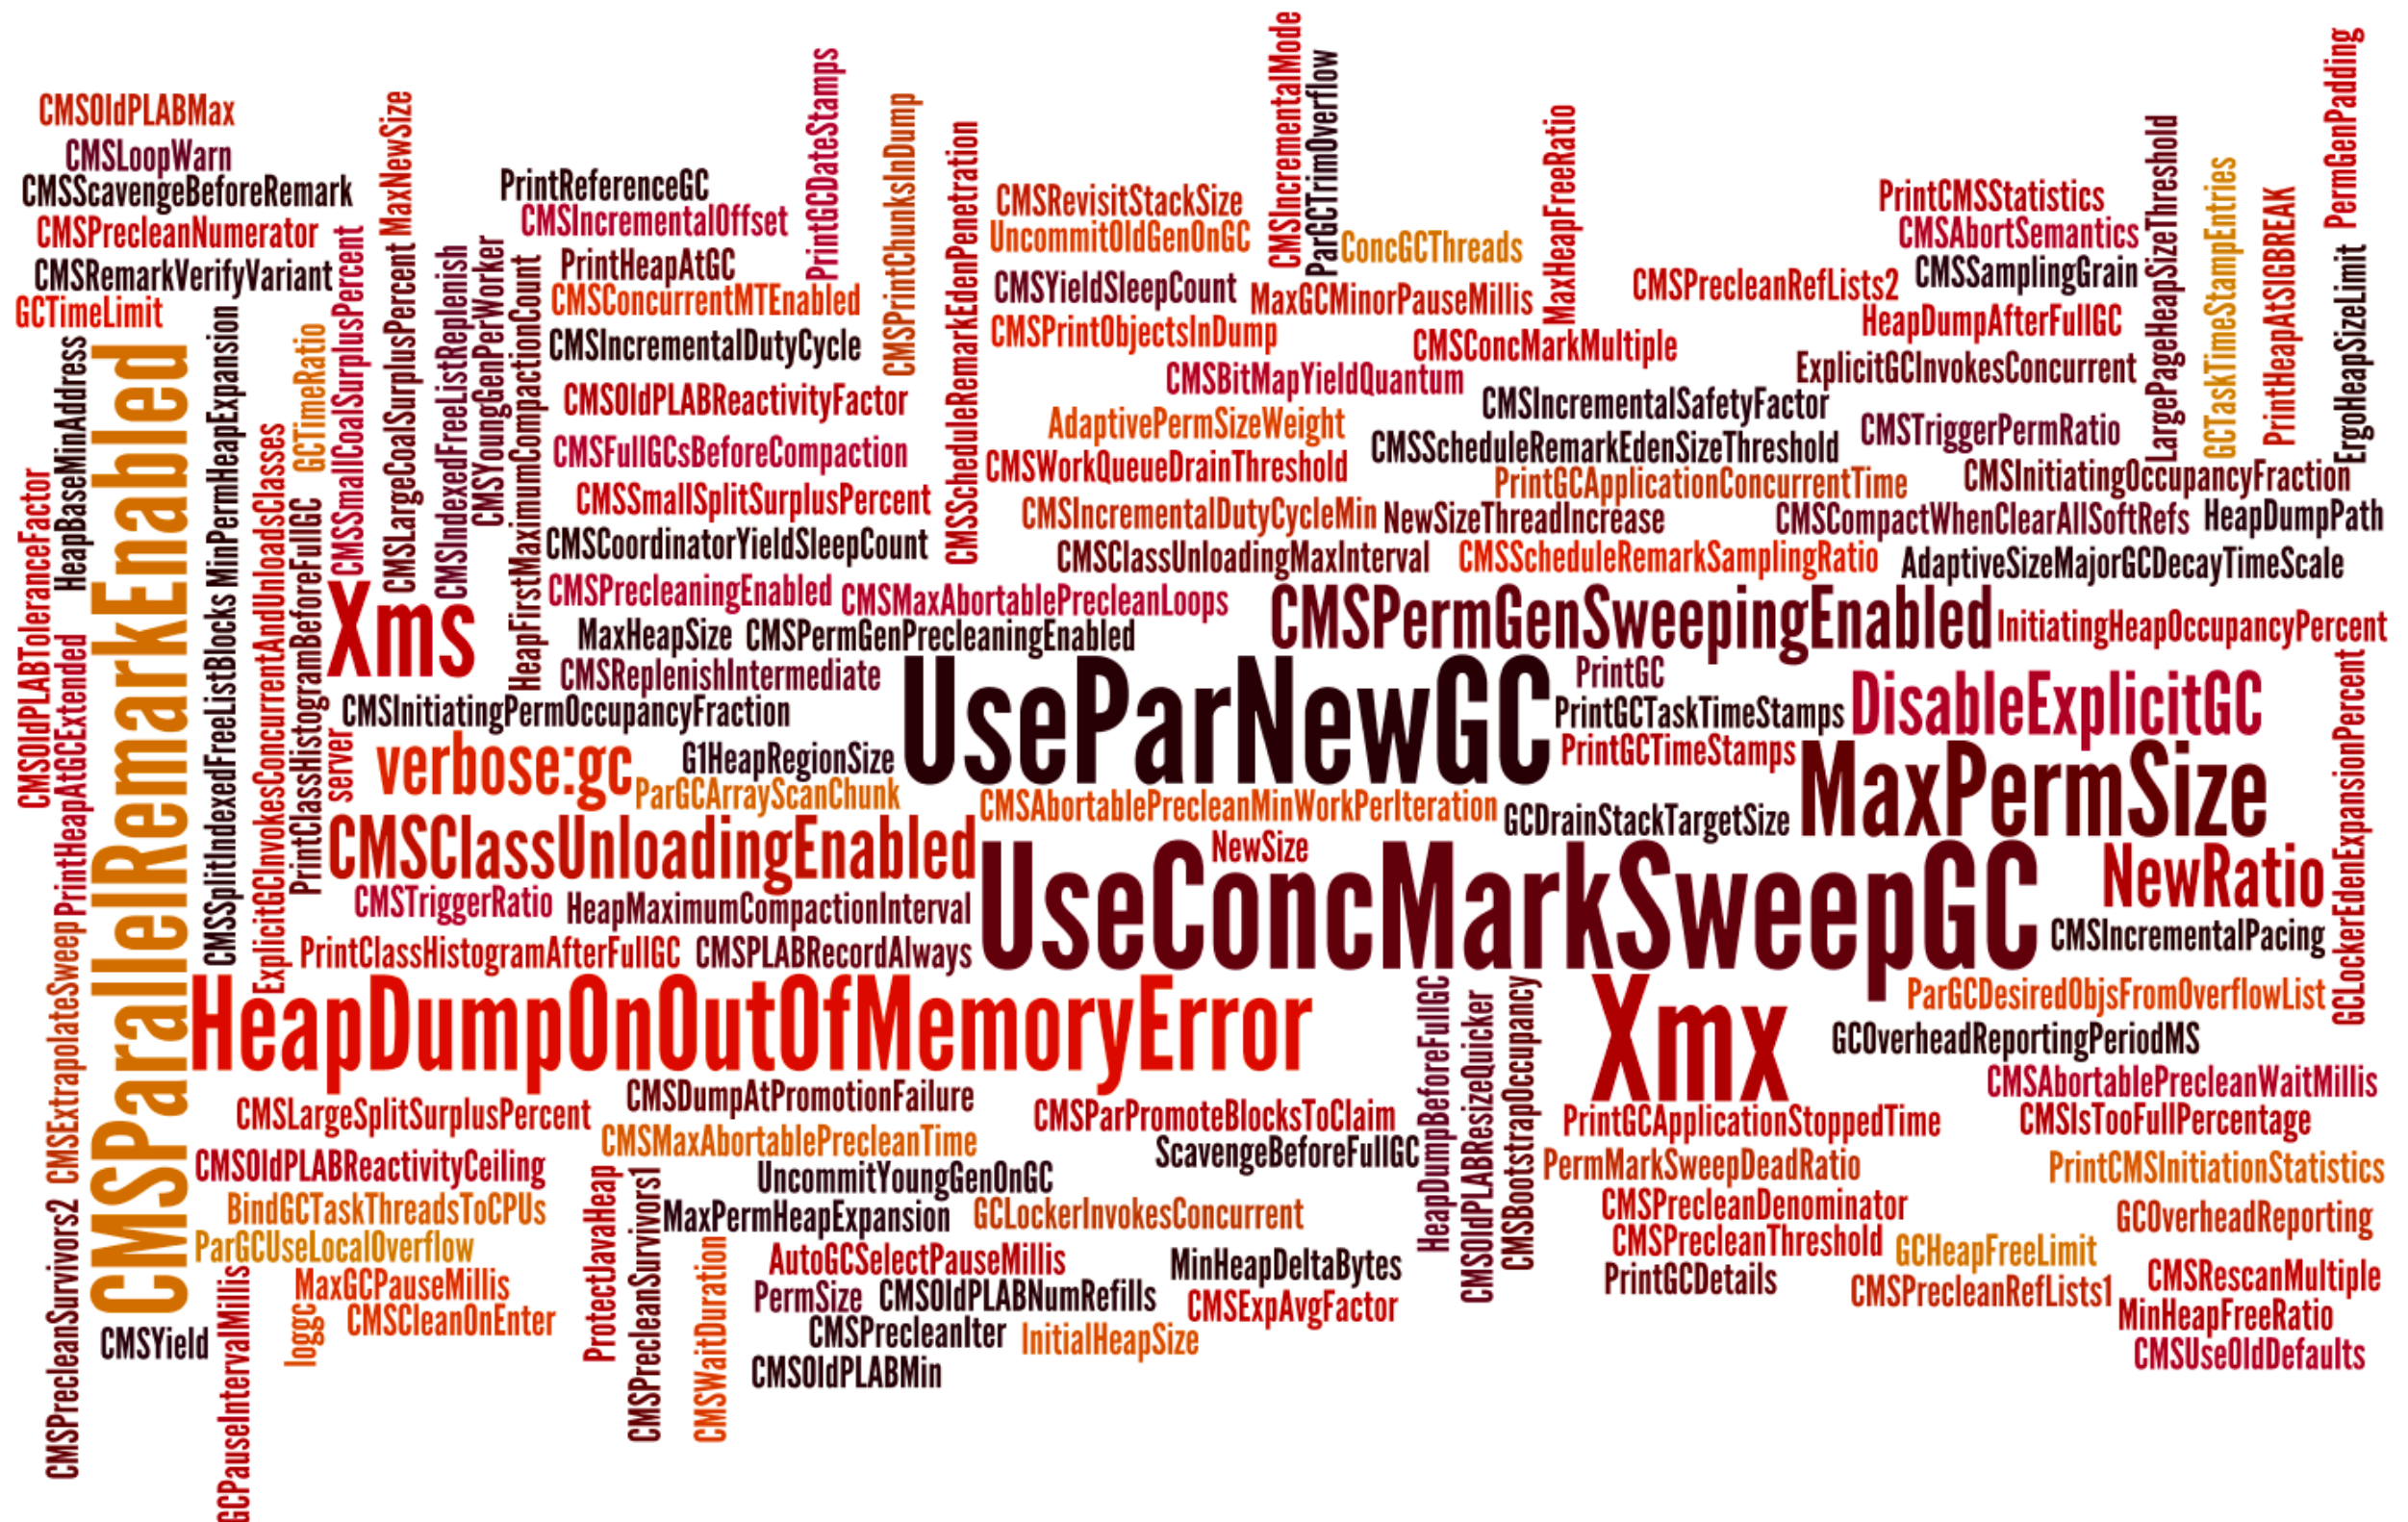 CMSOldPLABMax
CMSLoopWarn
CMSScavengeBeforeRemark
CMSPrecleanNumerator
CMSRemarkVerifyVariant
GCTimeLimit
MaxNewSize
PrintReferenceGC
CMSIncrementalOffset
PrintHeapAtGC
CMSConcurrentMTEnabled
CMSIncrementalDutyCycle
CMSOldPLABReactivityFactor
CMSFullGCsBeforeCompaction
CMSSmallSplitSurplusPercent
CMSCoordinatorYieldSleepCount
CMSPrecleaningEnabled
CMSMaxAbortablePrecleanLoops
MaxHeapSize
CMSPermGenPrecleaningEnabled
CMSReplenishIntermediate
CMSInitiatingPermOccupancyFraction
PrintGCDateStamps
CMSPrintChunksInDump
CMSScheduleRemarkEdenPenetration
CMSRevisitStackSize
UncommitOldGenOnGC
CMSYieldSleepCount
CMSPrintObjectsInDump
CMSIncrementalMode
ParGCTrimOverflow
ConcGCThreads
MaxGCMinorPauseMillis
MaxHeapFreeRatio
CMSConcMarkMultiple
CMSBitMapYieldQuantum
AdaptivePermSizeWeight
CMSWorkQueueDrainThreshold
CMSIncrementalDutyCycleMin
CMSClassUnloadingMaxInterval
CMSIncrementalSafetyFactor
CMSScheduleRemarkEdenSizeThreshold
PrintGCApplicationConcurrentTime
NewSizeThreadIncrease
CMSScheduleRemarkSamplingRatio
CMSPrecleanRefLists2
PrintCMSStatistics
CMSAbortSemantics
CMSSamplingGrain
HeapDumpAfterFullGC
ExplicitGCInvokesConcurrent
CMSTriggerPermRatio
CMSInitiatingOccupancyFraction
CMSCompactWhenClearAllSoftRefs
HeapDumpPath
AdaptiveSizeMajorGCDecayTimeScale
LargePageHeapSizeThreshold
GCTaskTimeStampEntries
PrintHeapAtSIGBREAK
PermGenPadding
ErgoHeapSizeLimit
HeapBaseMinAddress
CMSOldPLABToleranceFactor
PrintHeapAtGCExtended
CMSExtrapolateSweep
CMSPrecleanSurvivors2
CMSParallelRemarkEnabled
MinPermHeapExpansion
CMSSplitIndexedFreeListBlocks
ExplicitGCInvokesConcurrentAndUnloadsClasses
GCTimeRatio
PrintClassHistogramBeforeFullGC
CMSSmallCoalSurplusPercent
CMSLargeCoalSurplusPercent
CMSIndexedFreeListReplenish
CMSYoungGenPerWorker
HeapFirstMaximumCompactionCount
Xms
server
verbose:gc
G1HeapRegionSize
ParGCArrayScanChunk
CMSClassUnloadingEnabled
CMSTriggerRatio
HeapMaximumCompactionInterval
PrintClassHistogramAfterFullGC
CMSPLABRecordAlways
CMSPermGenSweepingEnabled
InitiatingHeapOccupancyPercent
UseParNewGC
PrintGC
PrintGCTaskTimeStamps
PrintGCTimeStamps
DisableExplicitGC
MaxPermSize
CMSAbortablePrecleanMinWorkPerIteration
GCDrainStackTargetSize
NewSize
UseConcMarkSweepGC
NewRatio
CMSIncrementalPacing
GCLockerEdenExpansionPercent
HeapDumpOnOutOfMemoryError
Xmx
ParGCDesiredObjsFromOverflowList
GCOverheadReportingPeriodMS
CMSAbortablePrecleanWaitMillis
CMSIsTooFullPercentage
PrintCMSInitiationStatistics
GCOverheadReporting
CMSRescanMultiple
MinHeapFreeRatio
CMSUseOldDefaults
HeapDumpBeforeFullGC
CMSOldPLABResizeQuicker
CMSBootstrapOccupancy
PrintGCApplicationStoppedTime
PermMarkSweepDeadRatio
CMSPrecleanDenominator
CMSPrecleanThreshold
PrintGCDetails
GCHeapFreeLimit
CMSPrecleanRefLists1
CMSLargeSplitSurplusPercent
CMSDumpAtPromotionFailure
CMSMaxAbortablePrecleanTime
CMSParPromoteBlocksToClaim
ScavengeBeforeFullGC
CMSOldPLABReactivityCeiling
BindGCTaskThreadsToCPUs
ParGCUseLocalOverflow
MaxGCPauseMillis
CMSCleanOnEnter
loggc
CMSYield
GCPauseIntervalMillis
ProtectJavaHeap
CMSPrecleanSurvivors1
CMSWaitDuration
UncommitYoungGenOnGC
MaxPermHeapExpansion
GCLockerInvokesConcurrent
AutoGCSelectPauseMillis
MinHeapDeltaBytes
PermSize
CMSOldPLABNumRefills
CMSExpAvgFactor
CMSPrecleanIter
InitialHeapSize
CMSOldPLABMin